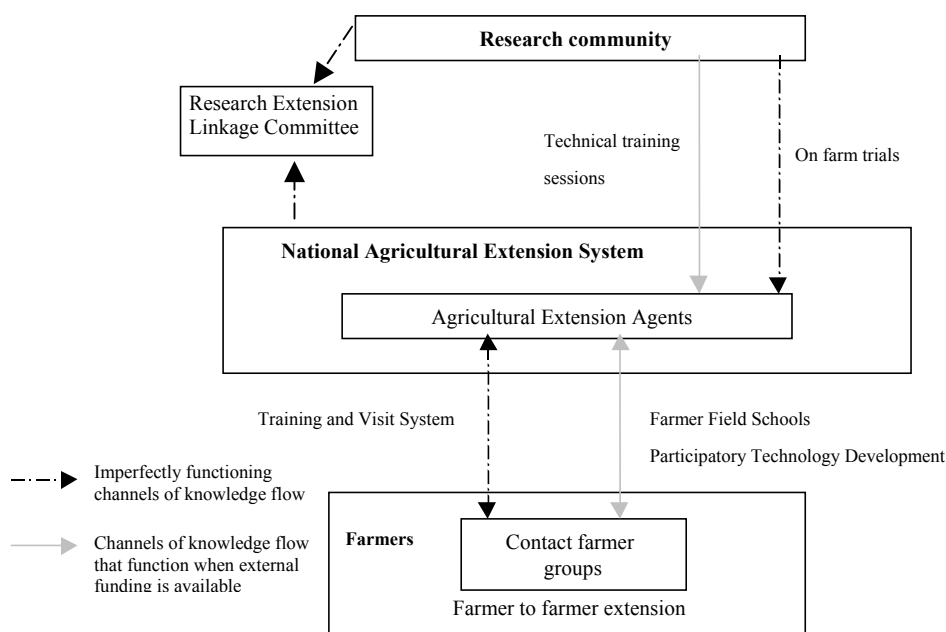 Research community
Research Extension
Linkage Committee
Technical training
sessions
On farm trials
National Agricultural Extension System
Agricultural Extension Agents
Training and Visit System
Farmer Field Schools
Participatory Technology Development
Imperfectly functioning
channels of knowledge flow
Channels of knowledge flow
that function when external
funding is available
Farmers
Contact farmer
groups
Farmer to farmer extension